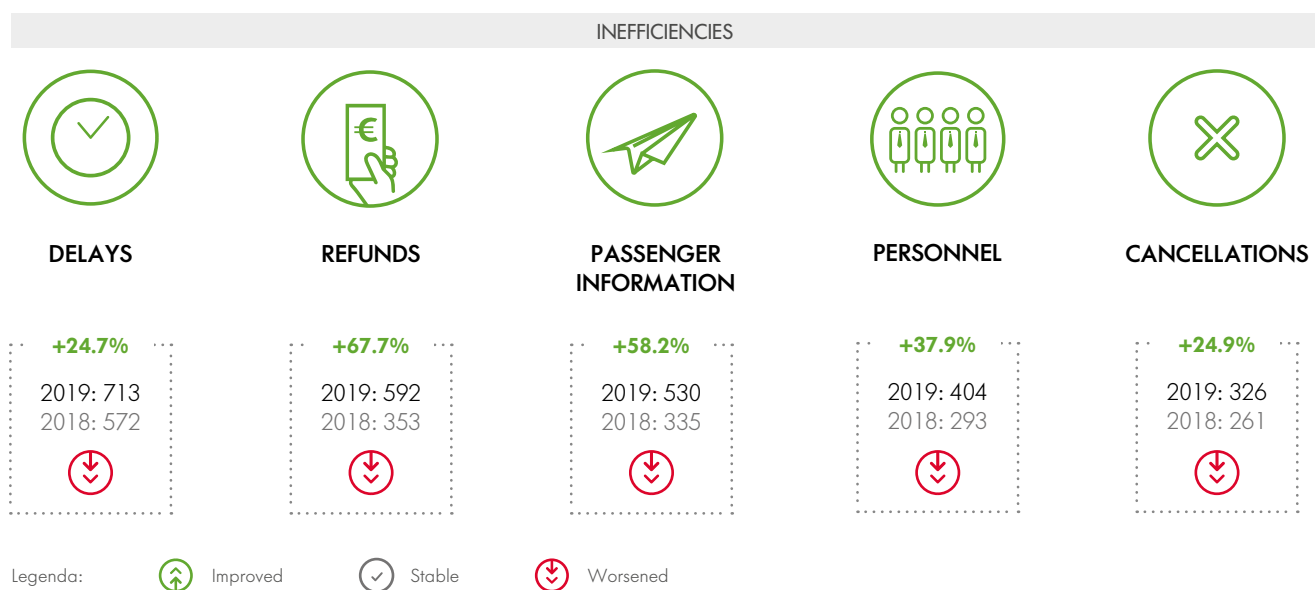 INEFFICIENCIES
€
DELAYS
REFUNDS
PASSENGER
INFORMATION
PERSONNEL
CANCELLATIONS
+24.7%
2019: 713
2018: 572
+67.7%
2019: 592
2018: 353
+58.2%
2019: 530
2018: 335
+37.9%
2019: 404
2018: 293
+24.9%
2019: 326
2018: 261
Legenda:
Improved
Stable
Worsened